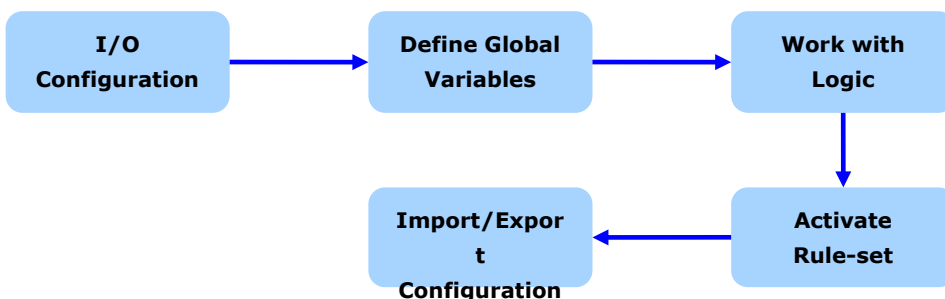 I/O
Configuration
Define Global
Variables
Work with
Logic
Import/Expor
t
Configuration
Activate
Rule-set